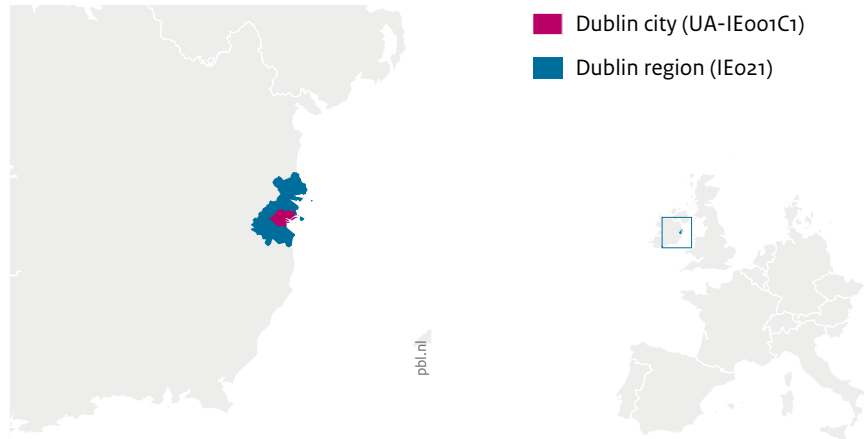 Dublin city (UA-IE001C1)
Dublin region (IE021)
pbl.nl